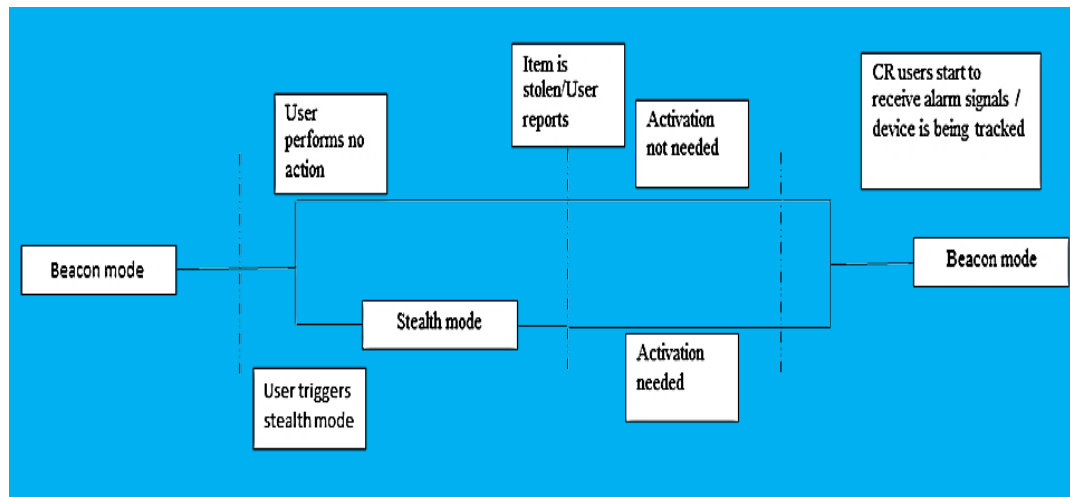 Item is
stolen/User
reports
CR users start to
receive alarm signals /
device is being tracked
User
performs no
action
Activation
not needed
Beacon mode
Beacon mode
Stealth mode
Activation
needed
User triggers
stealth mode